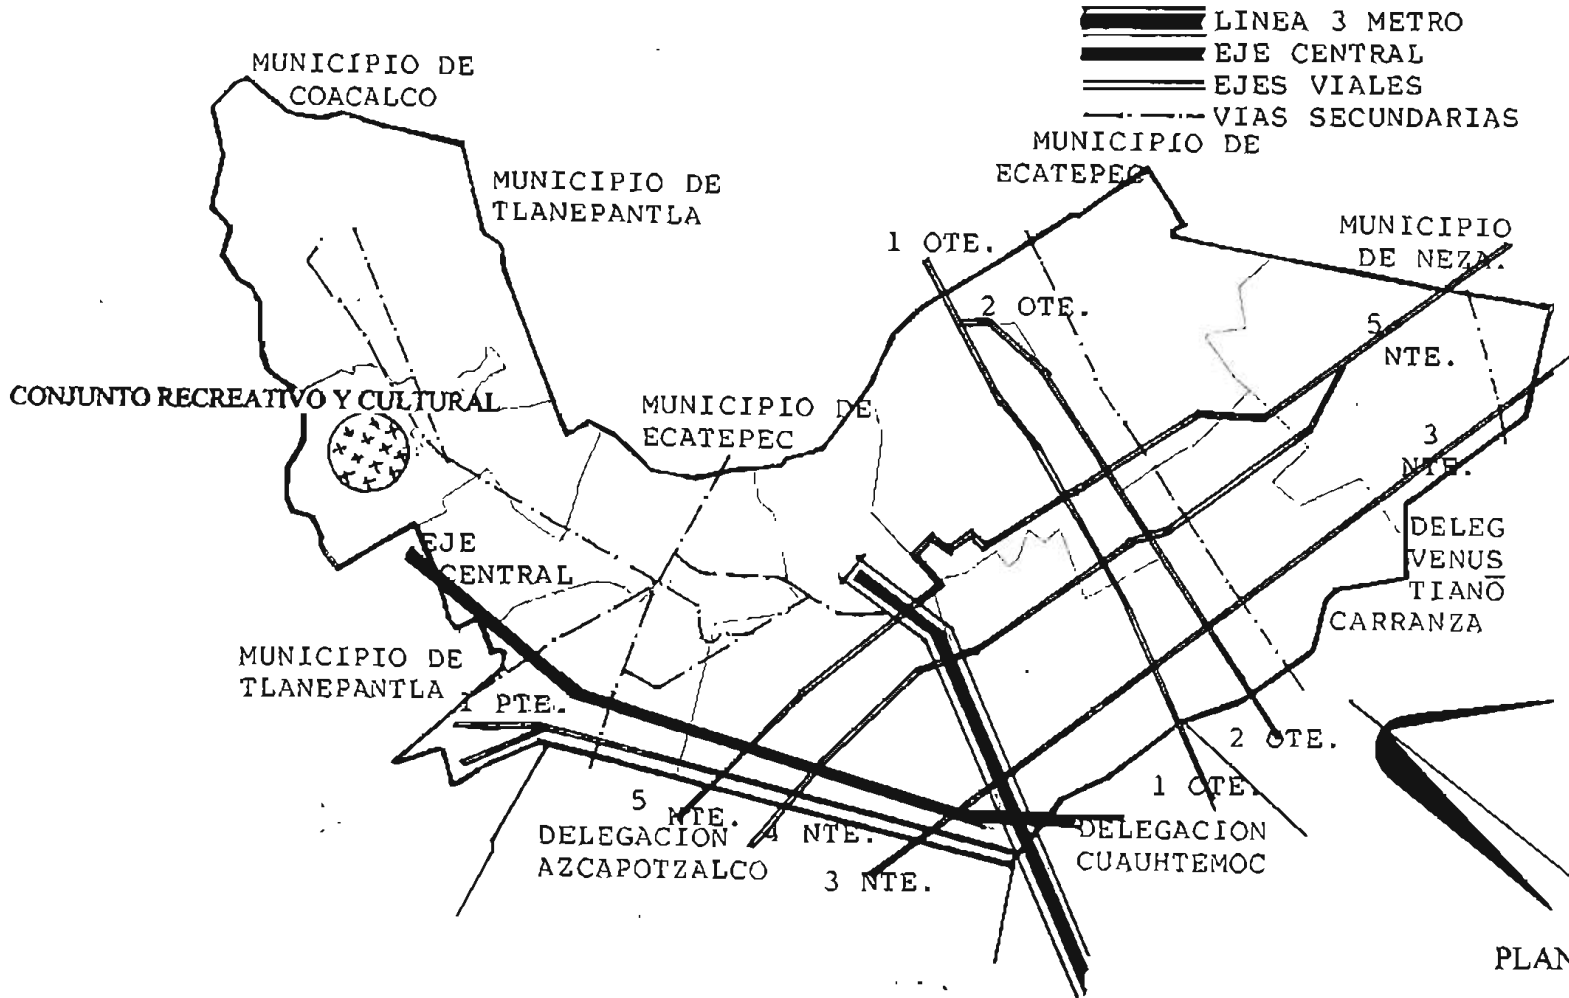 LINEA 3 METRO
EJE CENTRAL
EJES VIALES
VIAS SECUNDARIAS
MUNICIPIO DE
COACALCO
MUNICIPIO DE
TLANEPANTLA
MUNICIPIO DE
ECATEPEC
MUNICIPIO
DE NEZA.
1 OTE.
2 OTE.
5
NTE.
CONJUNTO RECREATIVO Y CULTURAL
MUNICIPIO DE
ECATEPEC
3
NTE.
EJE
CENTRAL
DELEG
VENUS
TIANO
CARRANZA
MUNICIPIO DE
TLANEPANTLA
1 PTE.
2 OTE.
1 OTE.
5
NTE.
DELEGACION
AZCAPOTZALCO
4 NTE.
3 NTE.
DELEGACION
CUAUHTEMOC
PLAN